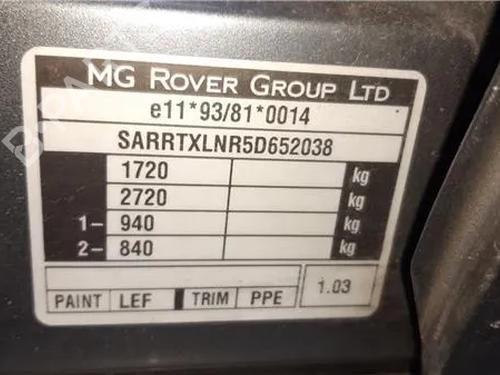 MG ROVER GROUP LTD
e11*93/81*0014
SARRTXLNR5D652038
1720 kg
2720
1- 940 kg
2- 840 kg
PAINT LEF TRIM PPE 1.03